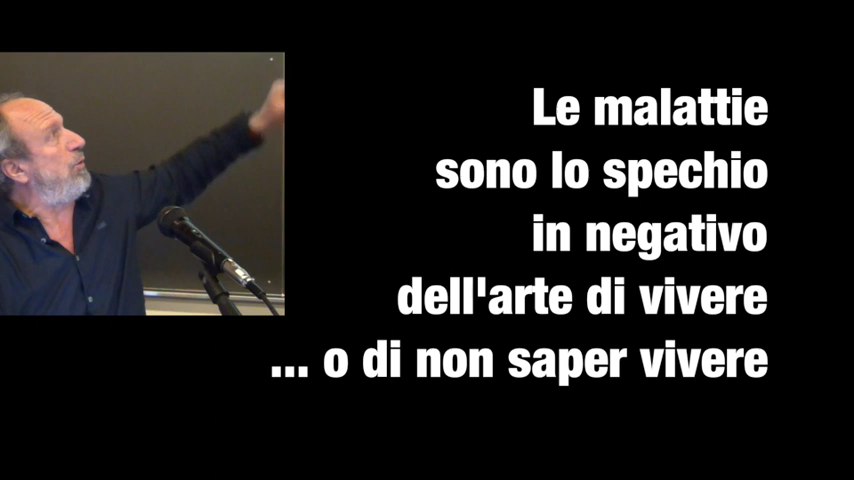 Le malattie
sono lo spechio
in negativo
dell'arte di vivere
... o di non saper vivere